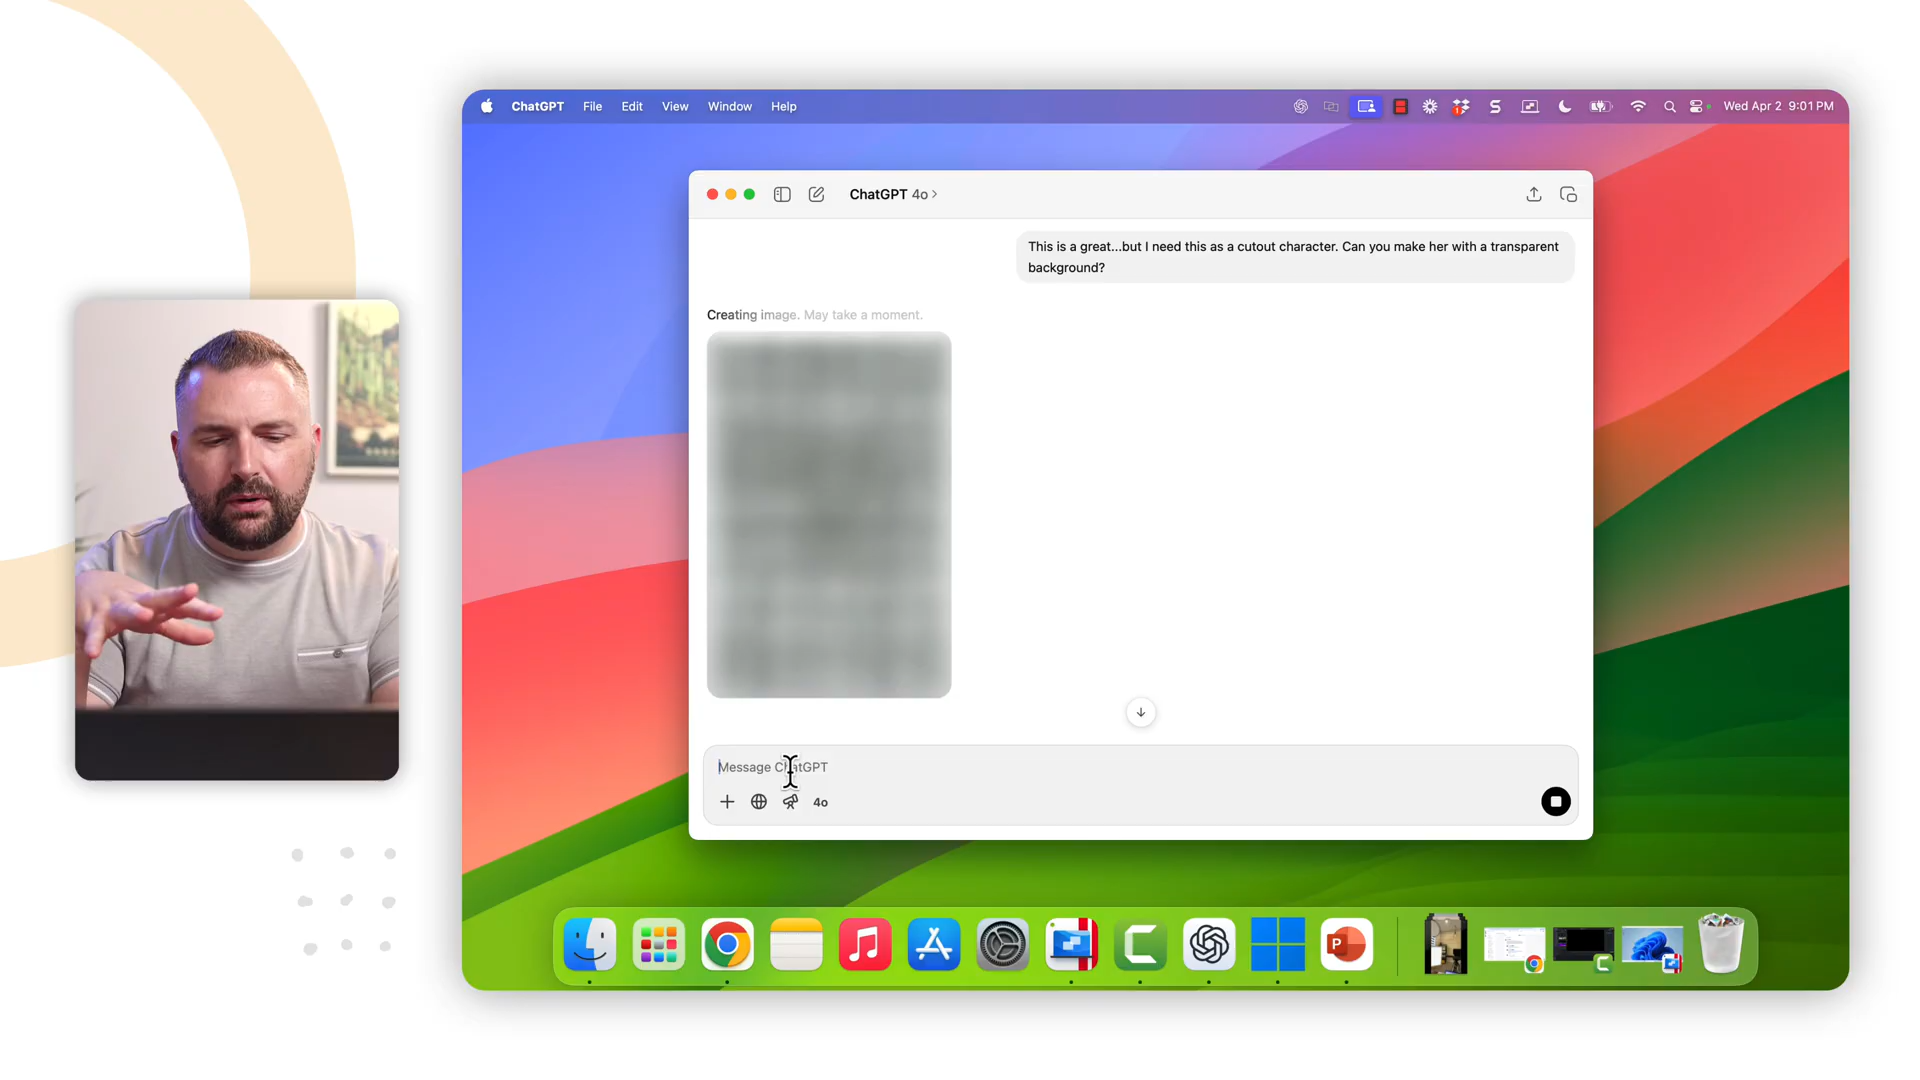 ChatGPT File Edit View Window Help
Wed Apr 2 9:01 PM
ChatGPT 4o >
This is a great...but I need this as a cutout character. Can you make her with a transparent
background?
Creating image. May take a moment.
Message ChatGPT
4o